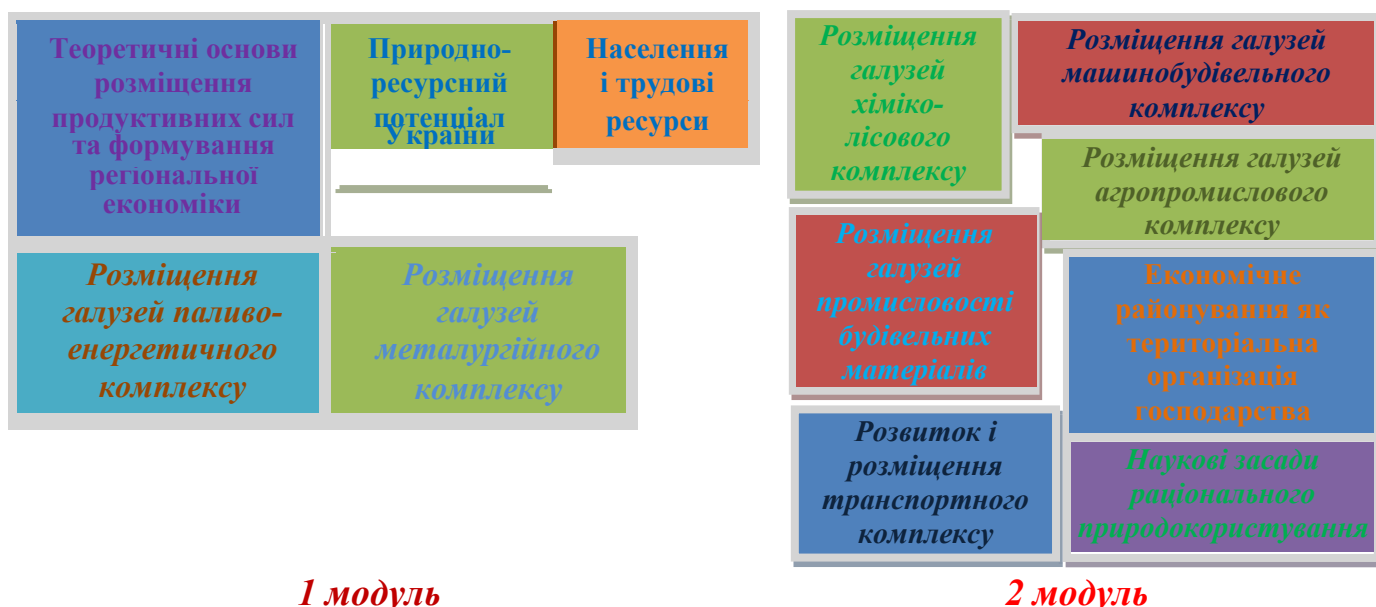 Теоретичні основи
розміщення
продуктивних сил
та формування
регіональної
економіки
Природно-
ресурсний
потенціал
України
Населення
і трудові
ресурси
Розміщення
галузей паливо-
енергетичного
комплексу
Розміщення
галузей
металургійного
комплексу
1 модуль
Розміщення
галузей
хіміко-
лісового
комплексу
Розміщення галузей
машинобудівельного
комплексу
Розміщення галузей
агропромислового
комплексу
Розміщення
галузей
промисловості
будівельних
матеріалів
Економічне
районування як
територіальна
організація
господарства
Розвиток і
розміщення
транспортного
комплексу
Наукові засади
раціонального
природокористування
2 модуль